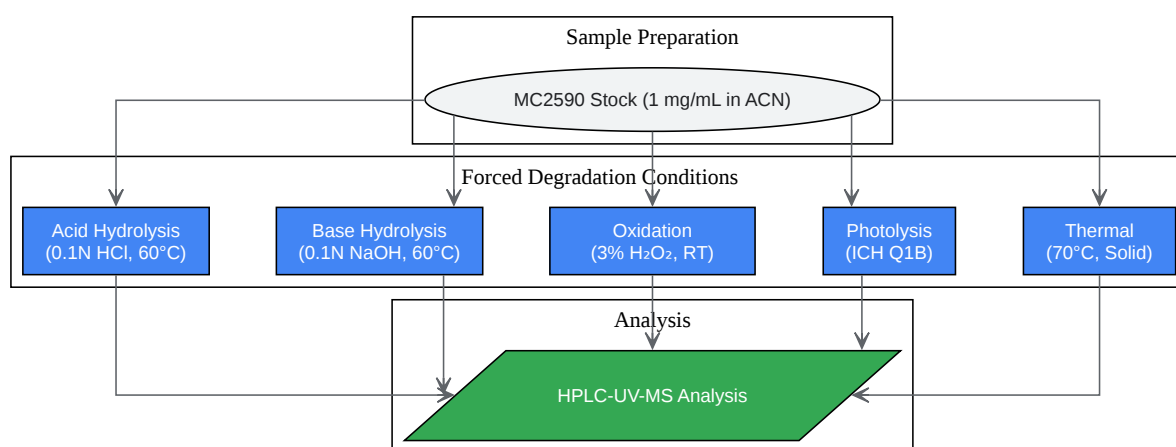 Sample Preparation
MC2590 Stock (1 mg/mL in ACN)
Forced Degradation Conditions
Acid Hydrolysis
(0.1N HCl, 60°C)
Base Hydrolysis
(0.1N NaOH, 60°C)
Oxidation
(3% H₂O₂, RT)
Photolysis
(ICH Q1B)
Thermal
(70°C, Solid)
Analysis
HPLC-UV-MS Analysis